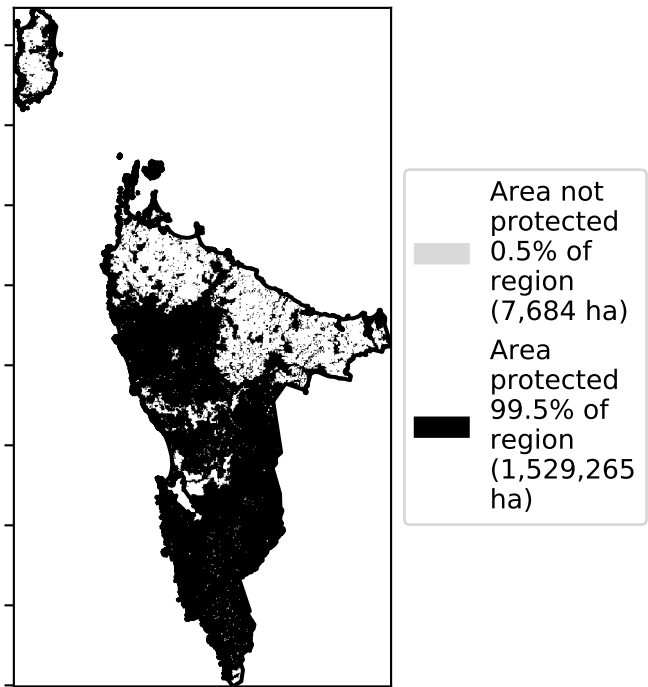 Area not
protected
0.5% of
region
(7,684 ha)
Area
protected
99.5% of
region
(1,529,265
ha)